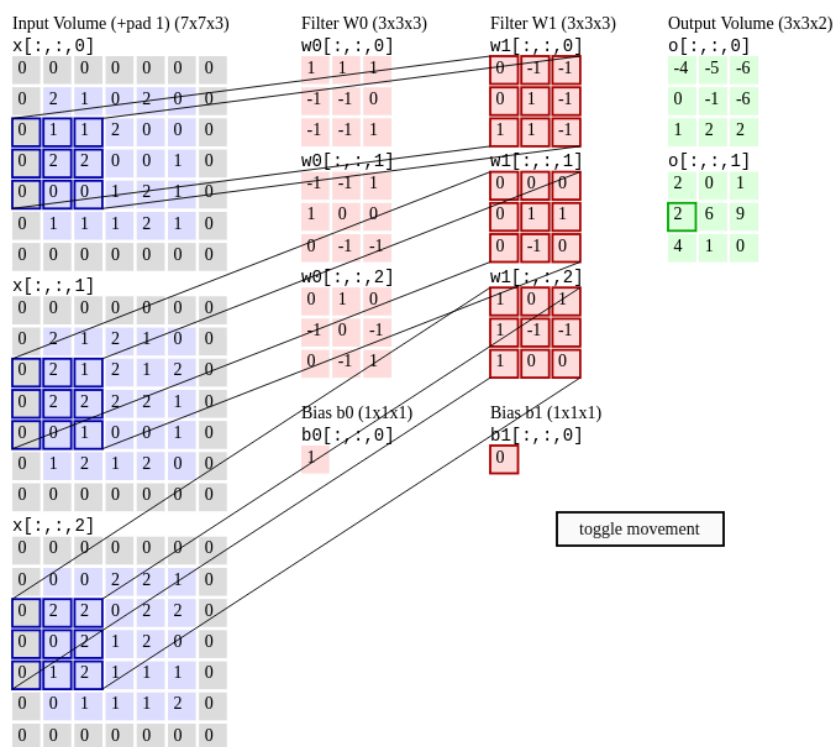 Input Volume (+pad 1) (7x7x3)
x[:,:,0]
0 0 0 0 0 0 0
0 2 1 0 2 0 0
0 1 1 2 0 0 0
0 2 2 0 0 1 0
0 0 0 1 2 1 0
0 1 1 1 2 1 0
0 0 0 0 0 0 0
x[:,:,1]
0 0 0 0 0 0 0
0 2 1 2 1 0 0
0 2 1 2 1 2 0
0 2 2 2 2 1 0
0 0 1 0 0 1 0
0 1 2 1 2 0 0
0 0 0 0 0 0 0
x[:,:,2]
0 0 0 0 0 0 0
0 0 0 2 2 1 0
0 2 2 0 2 2 0
0 0 2 1 2 0 0
0 1 2 1 1 1 0
0 0 1 1 1 2 0
0 0 0 0 0 0 0
Filter W0 (3x3x3)
w0[:,:,0]
1 1 1
-1 -1 0
-1 -1 1
w0[:,:,1]
-1 -1 1
1 0 0
0 -1 -1
w0[:,:,2]
0 1 0
-1 0 -1
0 -1 1
Bias b0 (1x1x1)
b0[:,:,0]
1
Filter W1 (3x3x3)
w1[:,:,0]
0 -1 -1
0 1 -1
1 1 -1
w1[:,:,1]
0 0 0
0 1 1
0 -1 0
w1[:,:,2]
1 0 1
1 -1 -1
1 0 0
Bias b1 (1x1x1)
b1[:,:,0]
0
Output Volume (3x3x2)
o[:,:,0]
-4 -5 -6
0 -1 -6
1 2 2
o[:,:,1]
2 0 1
2 6 9
4 1 0
toggle movement